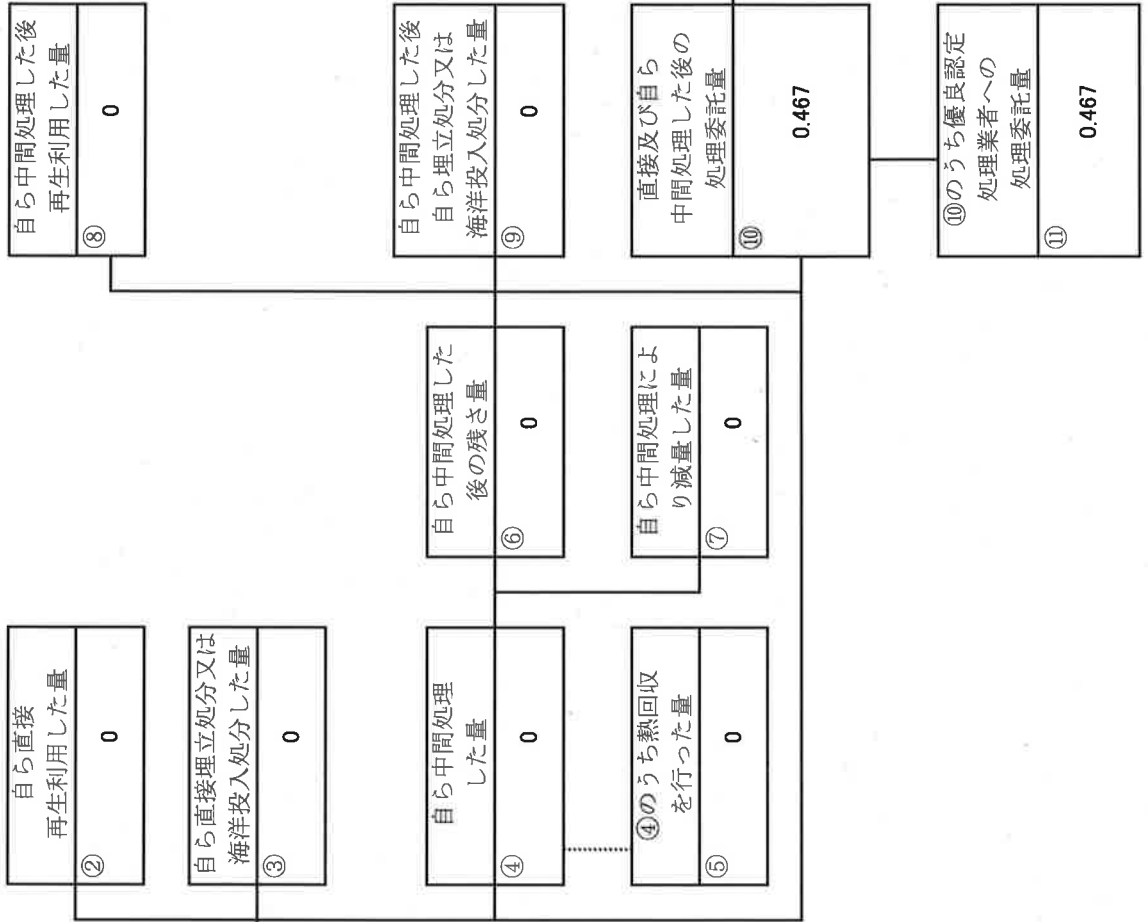 自ら直接
再生利用した量
②
0
自ら直接埋立処分又は
海洋投入処分した量
③
0
自ら中間処理
した量
④
0
④のうち熱回収
を行った量
⑤
0
自ら中間処理した
後の残さ量
⑥
0
自ら中間処理によ
り減量した量
⑦
0
自ら中間処理した後
再生利用した量
⑧
0
自ら中間処理した後
自ら埋立処分又は
海洋投入処分した量
⑨
0
直接及び自ら
中間処理した後の
処理委託量
⑩
0.467
⑩のうち優良認定
処理業者への
処理委託量
⑪
0.467